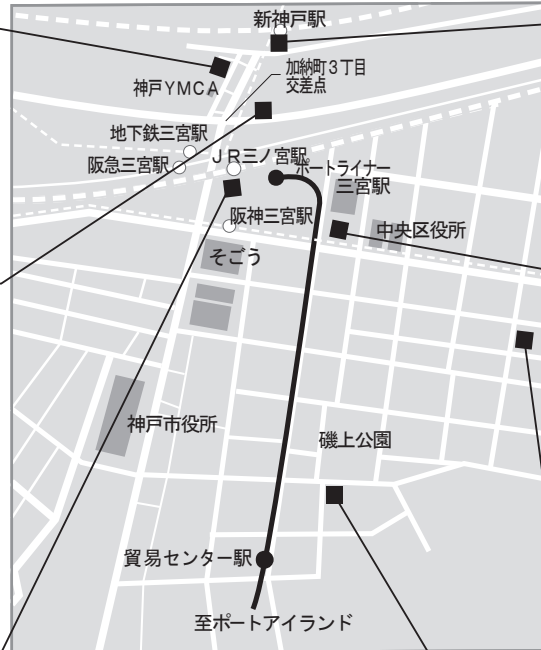 新神戸駅
加納町3丁目
交差点
神戸YMCA
地下鉄三宮駅
JR三ノ宮駅
阪急三宮駅
ポートライナー
三宮駅
阪神三宮駅
中央区役所
そごう
神戸市役所
磯上公園
貿易センター駅
至ポートアイランド